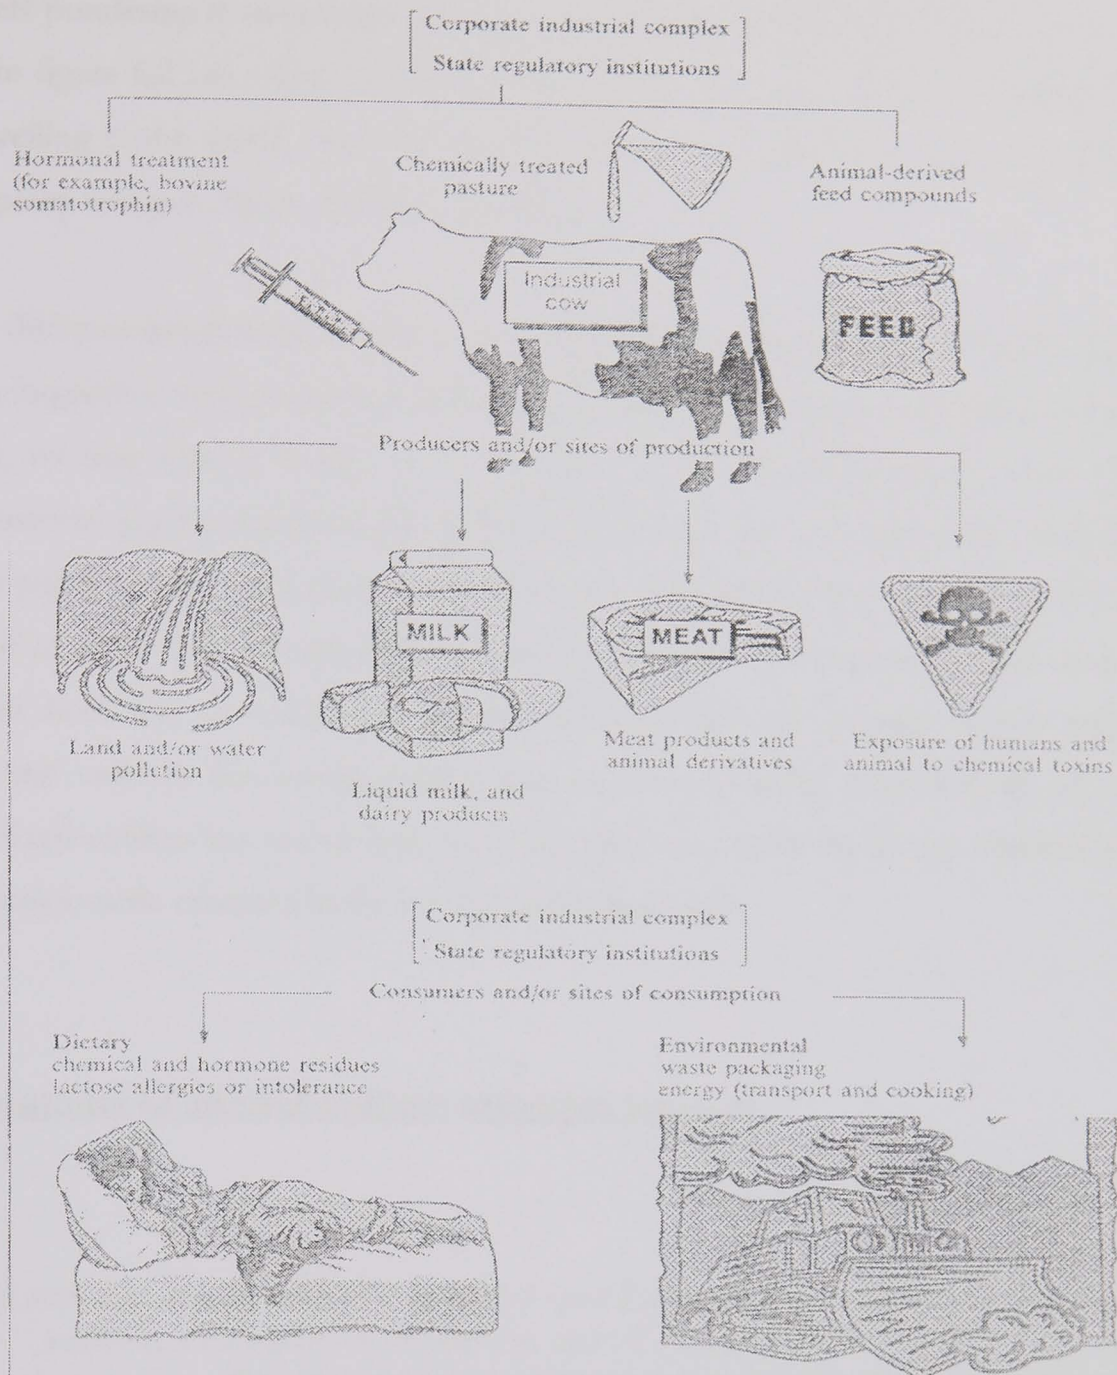 Corporate industrial complex
State regulatory institutions
Hormonal treatment
(for example, bovine
somatotrophin)
Chemically treated
pasture
Animal-derived
feed compounds
Industrial
cow
FEED
Producers and/or sites of production
MILK
MEAT
Land and/or water
pollution
Liquid milk, and
dairy products
Meat products and
animal derivatives
Exposure of humans and
animal to chemical toxins
Corporate industrial complex
State regulatory institutions
Consumers and/or sites of consumption
Dietary
chemical and hormone residues
lactose allergies or intolerance
Environmental
waste packaging
energy (transport and cooking)